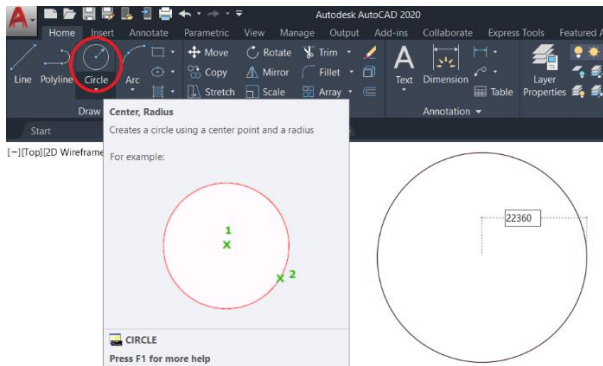 Autodesk AutoCAD 2020
Home Insert Annotate Parametric View Manage Output Add-ins Collaborate Express Tools Featured A
Move Rotate Trim
Line Polyline Circle Arc Copy Mirror Fillet Text Dimension Layer
Stretch Scale Array Table Properties
Draw Annotation
Start
[−][Top][2D Wireframe
Center, Radius
Creates a circle using a center point and a radius
For example:
1
2
CIRCLE
Press F1 for more help
22360